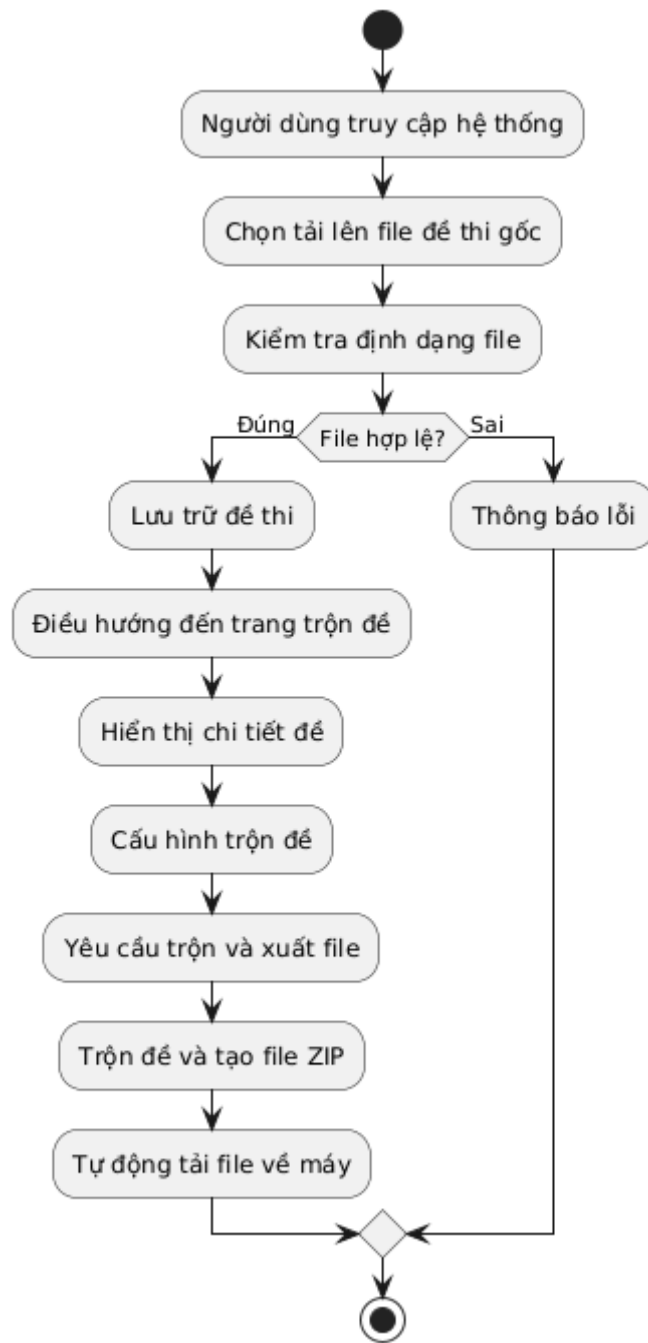 Người dùng truy cập hệ thống
Chọn tải lên file đề thi gốc
Kiểm tra định dạng file
Đúng
File hợp lệ?
Sai
Lưu trữ đề thi
Thông báo lỗi
Điều hướng đến trang trộn đề
Hiển thị chi tiết đề
Cấu hình trộn đề
Yêu cầu trộn và xuất file
Trộn đề và tạo file ZIP
Tự động tải file về máy